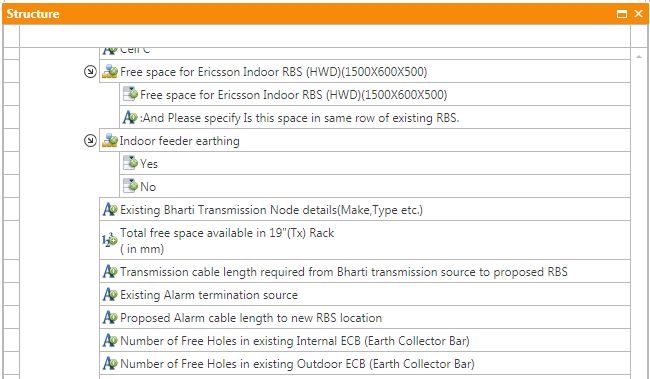 Structure
Cell C
Free space for Ericsson Indoor RBS (HWD)(1500X600X500)
Free space for Ericsson Indoor RBS (HWD)(1500X600X500)
:And Please specify Is this space in same row of existing RBS.
Indoor feeder earthing
Yes
No
Existing Bharti Transmission Node details(Make,Type etc.)
Total free space available in 19"(Tx) Rack
( in mm)
Transmission cable length required from Bharti transmission source to proposed RBS
Existing Alarm termination source
Proposed Alarm cable length to new RBS location
Number of Free Holes in existing Internal ECB (Earth Collector Bar)
Number of Free Holes in existing Outdoor ECB (Earth Collector Bar)